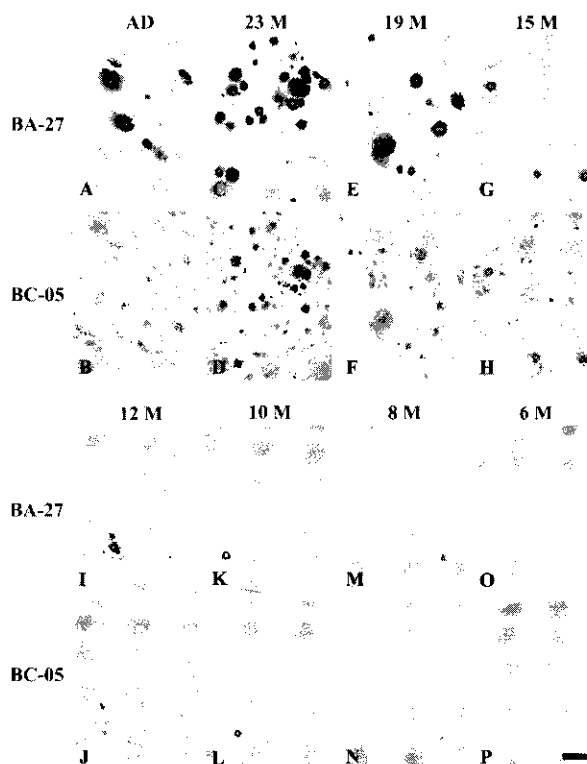 AD 23 M 19 M 15 M
BA-27
A C E G
BC-05
B D F H
12 M 10 M 8 M 6 M
BA-27
I K M O
BC-05
J L N P